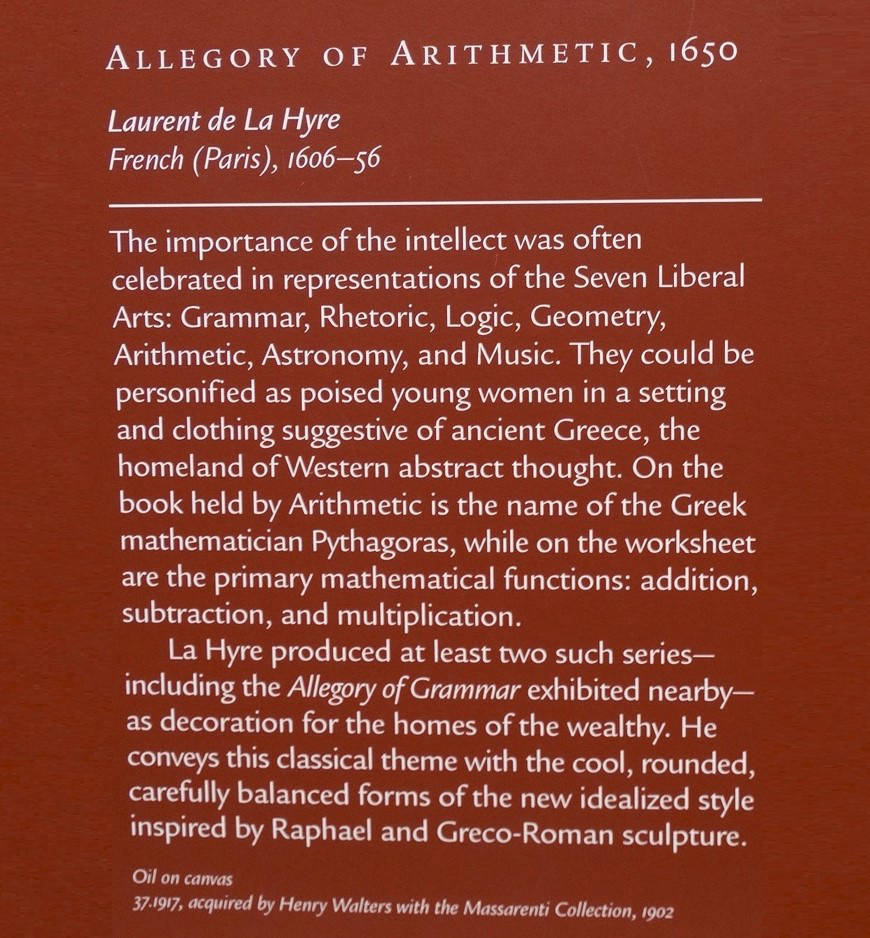 ALLEGORY OF ARITHMETIC, 1650
Laurent de La Hyre
French (Paris), 1606–56
The importance of the intellect was often
celebrated in representations of the Seven Liberal
Arts: Grammar, Rhetoric, Logic, Geometry,
Arithmetic, Astronomy, and Music. They could be
personified as poised young women in a setting
and clothing suggestive of ancient Greece, the
homeland of Western abstract thought. On the
book held by Arithmetic is the name of the Greek
mathematician Pythagoras, while on the worksheet
are the primary mathematical functions: addition,
subtraction, and multiplication.
La Hyre produced at least two such series—
including the Allegory of Grammar exhibited nearby—
as decoration for the homes of the wealthy. He
conveys this classical theme with the cool, rounded,
carefully balanced forms of the new idealized style
inspired by Raphael and Greco-Roman sculpture.
Oil on canvas
37.1917, acquired by Henry Walters with the Massarenti Collection, 1902